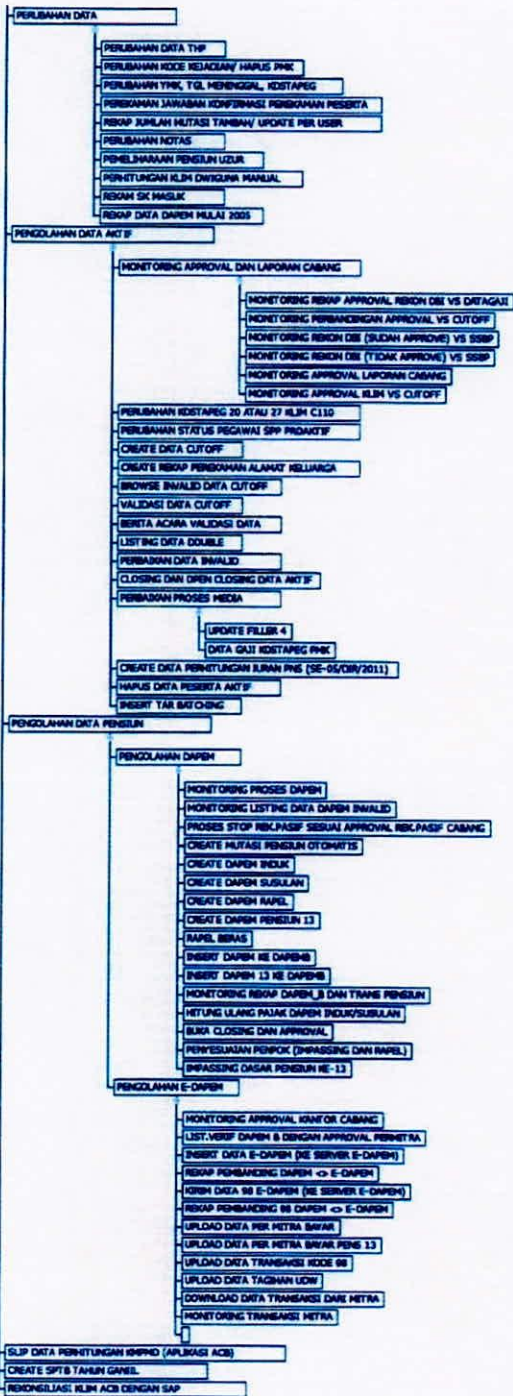 PERUBAHAN DATA
PERUBAHAN DATA THP
PERUBAHAN KODE KEJADIAN/ HAPUS PMK
PERUBAHAN YMK, TGL MENINGGAL, KDSTAPEG
PEREKAMAN JAWABAN KONFIRMASI PEREKAMAN PESERTA
REKAP JUMLAH MUTASI TAMBAH/ UPDATE PER USER
PERUBAHAN NOTAS
PEMELIHARAAN PENSIUN UZUR
PERHITUNGAN KLIM DWIGUNA MANUAL
REKAM SK MASUK
REKAP DATA DAPEM MULAI 2005
PENGOLAHAN DATA AKTIF
MONITORING APPROVAL DAN LAPORAN CABANG
MONITORING REKAP APPROVAL REKON DBI VS DATAGAJI
MONITORING PERBANDINGAN APPROVAL VS CUTOFF
MONITORING REKON DBI (SUDAH APPROVE) VS SSBP
MONITORING REKON DBI (TIDAK APPROVE) VS SSBP
MONITORING APPROVAL LAPORAN CABANG
MONITORING APPROVAL KLIM VS CUTOFF
PERUBAHAN KDSTAPEG 20 ATAU 27 KLIM C110
PERUBAHAN STATUS PEGAWAI SPP PROAKTIF
CREATE DATA CUTOFF
CREATE REKAP PEREKAMAN ALAMAT KELUARGA
BROWSE INVALID DATA CUTOFF
VALIDASI DATA CUTOFF
BERITA ACARA VALIDASI DATA
LISTING DATA DOUBLE
PERBAIKAN DATA INVALID
CLOSING DAN OPEN CLOSING DATA AKTIF
PERBAIKAN PROSES MEDIA
UPDATE FILLER 4
DATA GAJI KDSTAPEG PMK
CREATE DATA PERHITUNGAN IURAN PNS (SE-05/DIR/2011)
HAPUS DATA PESERTA AKTIF
INSERT TAR BATCHING
PENGOLAHAN DATA PENSIUN
PENGOLAHAN DAPEM
MONITORING PROSES DAPEM
MONITORING LISTING DATA DAPEM INVALID
PROSES STOP REK.PASIF SESUAI APPROVAL REK.PASIF CABANG
CREATE MUTASI PENSIUN OTOMATIS
CREATE DAPEM INDUK
CREATE DAPEM SUSULAN
CREATE DAPEM RAPEL
CREATE DAPEM PENSIUN 13
RAPEL BERAS
INSERT DAPEM KE DAPEMB
INSERT DAPEM 13 KE DAPEMB
MONITORING REKAP DAPEM_B DAN TRANS PENSIUN
HITUNG ULANG PAJAK DAPEM INDUK/SUSULAN
BUKA CLOSING DAN APPROVAL
PENYESUAIAN PENPOK (IMPASSING DAN RAPEL)
IMPASSING DASAR PENSIUN KE-13
PENGOLAHAN E-DAPEM
MONITORING APPROVAL KANTOR CABANG
LIST.VERIF DAPEM B DENGAN APPROVAL PERMITRA
INSERT DATA E-DAPEM (KE SERVER E-DAPEM)
REKAP PEMBANDING DAPEM <> E-DAPEM
KIRIM DATA 98 E-DAPEM (KE SERVER E-DAPEM)
REKAP PEMBANDING 98 DAPEM <> E-DAPEM
UPLOAD DATA PER MITRA BAYAR
UPLOAD DATA PER MITRA BAYAR PENS 13
UPLOAD DATA TRANSAKSI KODE 98
UPLOAD DATA TAGIHAN UDW
DOWNLOAD DATA TRANSAKSI DARI MITRA
MONITORING TRANSAKSI MITRA
SLIP DATA PERHITUNGAN KMPHD (APLIKASI ACB)
CREATE SPTB TAHUN GANJIL
REKONSILIASI KLIM ACB DENGAN SAP